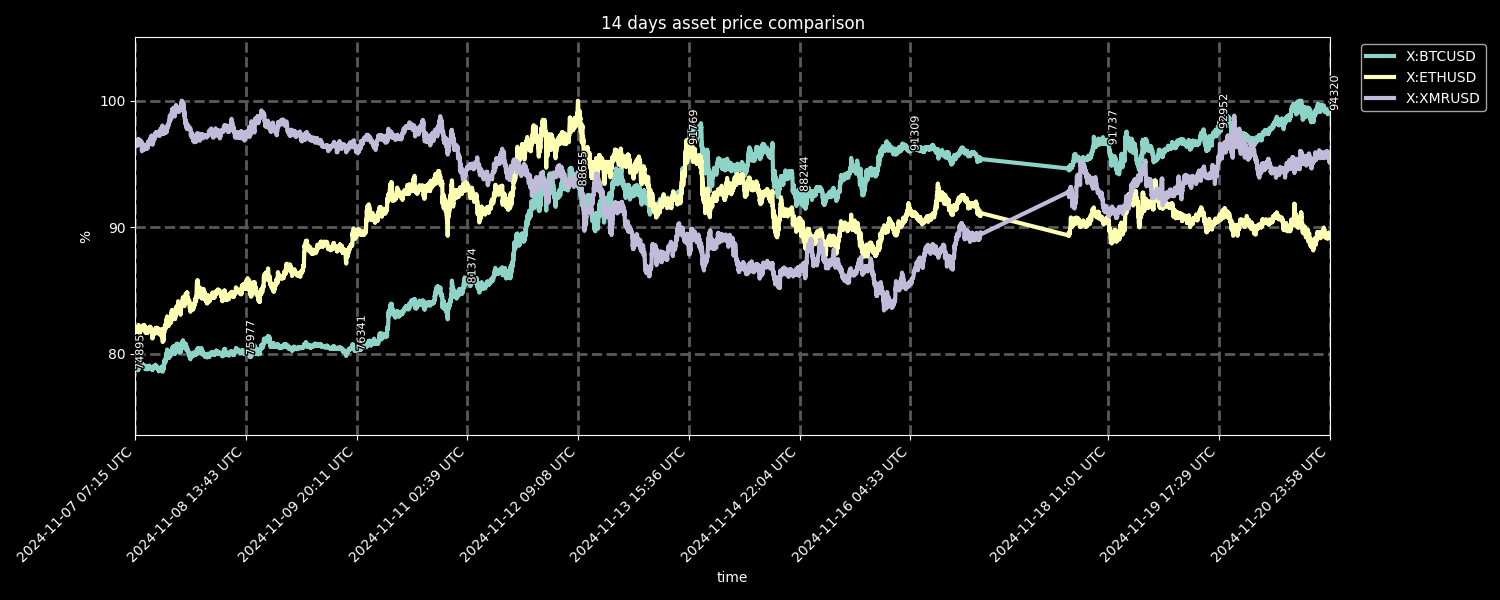 14 days asset price comparison
X:BTCUSD
X:ETHUSD
X:XMRUSD
%
100
90
80
74895
75977
76341
81374
88655
91769
88244
91309
91737
92952
94320
2024-11-07 07:15 UTC
2024-11-08 13:43 UTC
2024-11-09 20:11 UTC
2024-11-11 02:39 UTC
2024-11-12 09:08 UTC
2024-11-13 15:36 UTC
2024-11-14 22:04 UTC
2024-11-16 04:33 UTC
2024-11-18 11:01 UTC
2024-11-19 17:29 UTC
2024-11-20 23:58 UTC
time